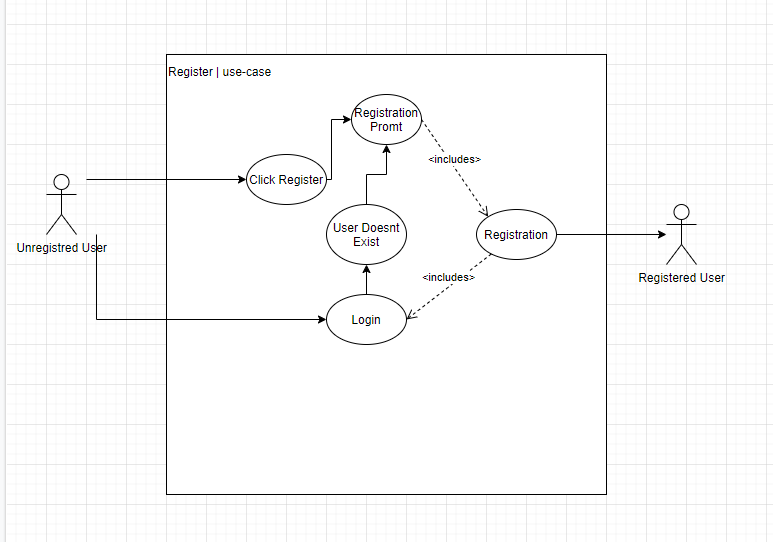 Register | use-case
Registration
Promt
<includes>
Click Register
User Doesnt
Exist
Registration
Unregistred User
Registered User
<includes>
Login